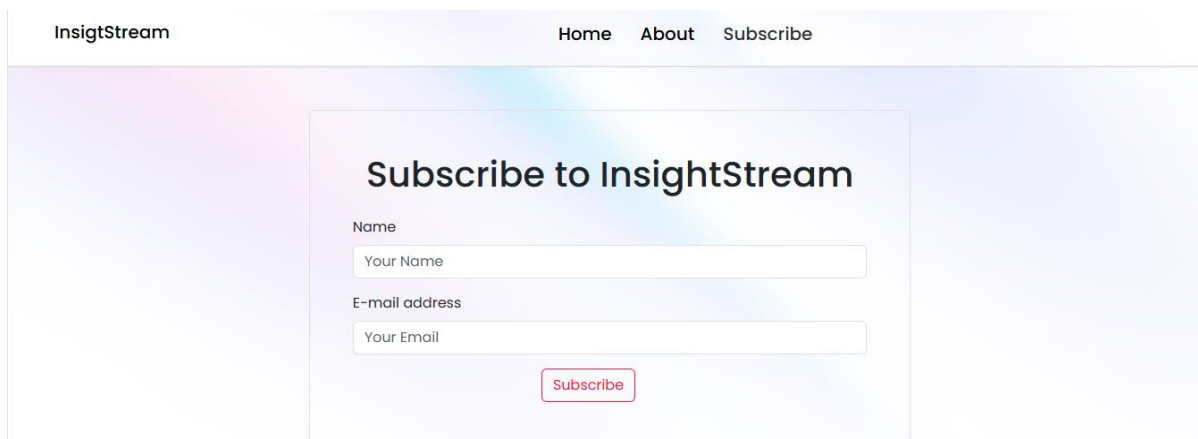 InsigtStream
Home About Subscribe
Subscribe to InsightStream
Name
Your Name
E-mail address
Your Email
Subscribe